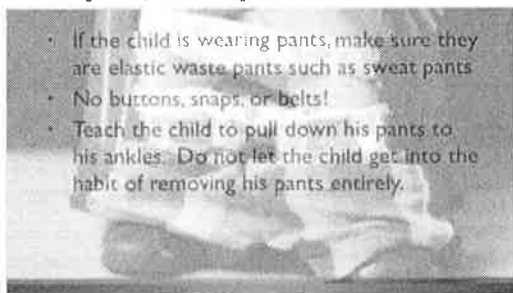 • If the child is wearing pants, make sure they
are elastic waste pants such as sweat pants
• No buttons, snaps, or belts!
• Teach the child to pull down his pants to
his ankles. Do not let the child get into the
habit of removing his pants entirely.